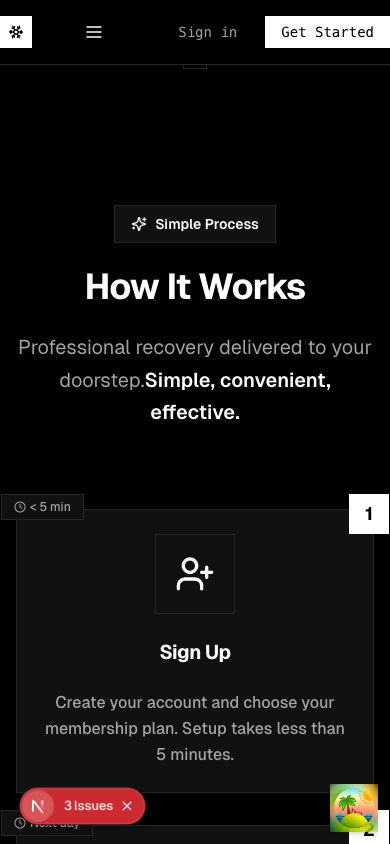 Sign in
Get Started
Simple Process
How It Works
Professional recovery delivered to your
doorstep.Simple, convenient,
effective.
< 5 min
1
Sign Up
Create your account and choose your
membership plan. Setup takes less than
5 minutes.
N
3 Issues
Next day
2